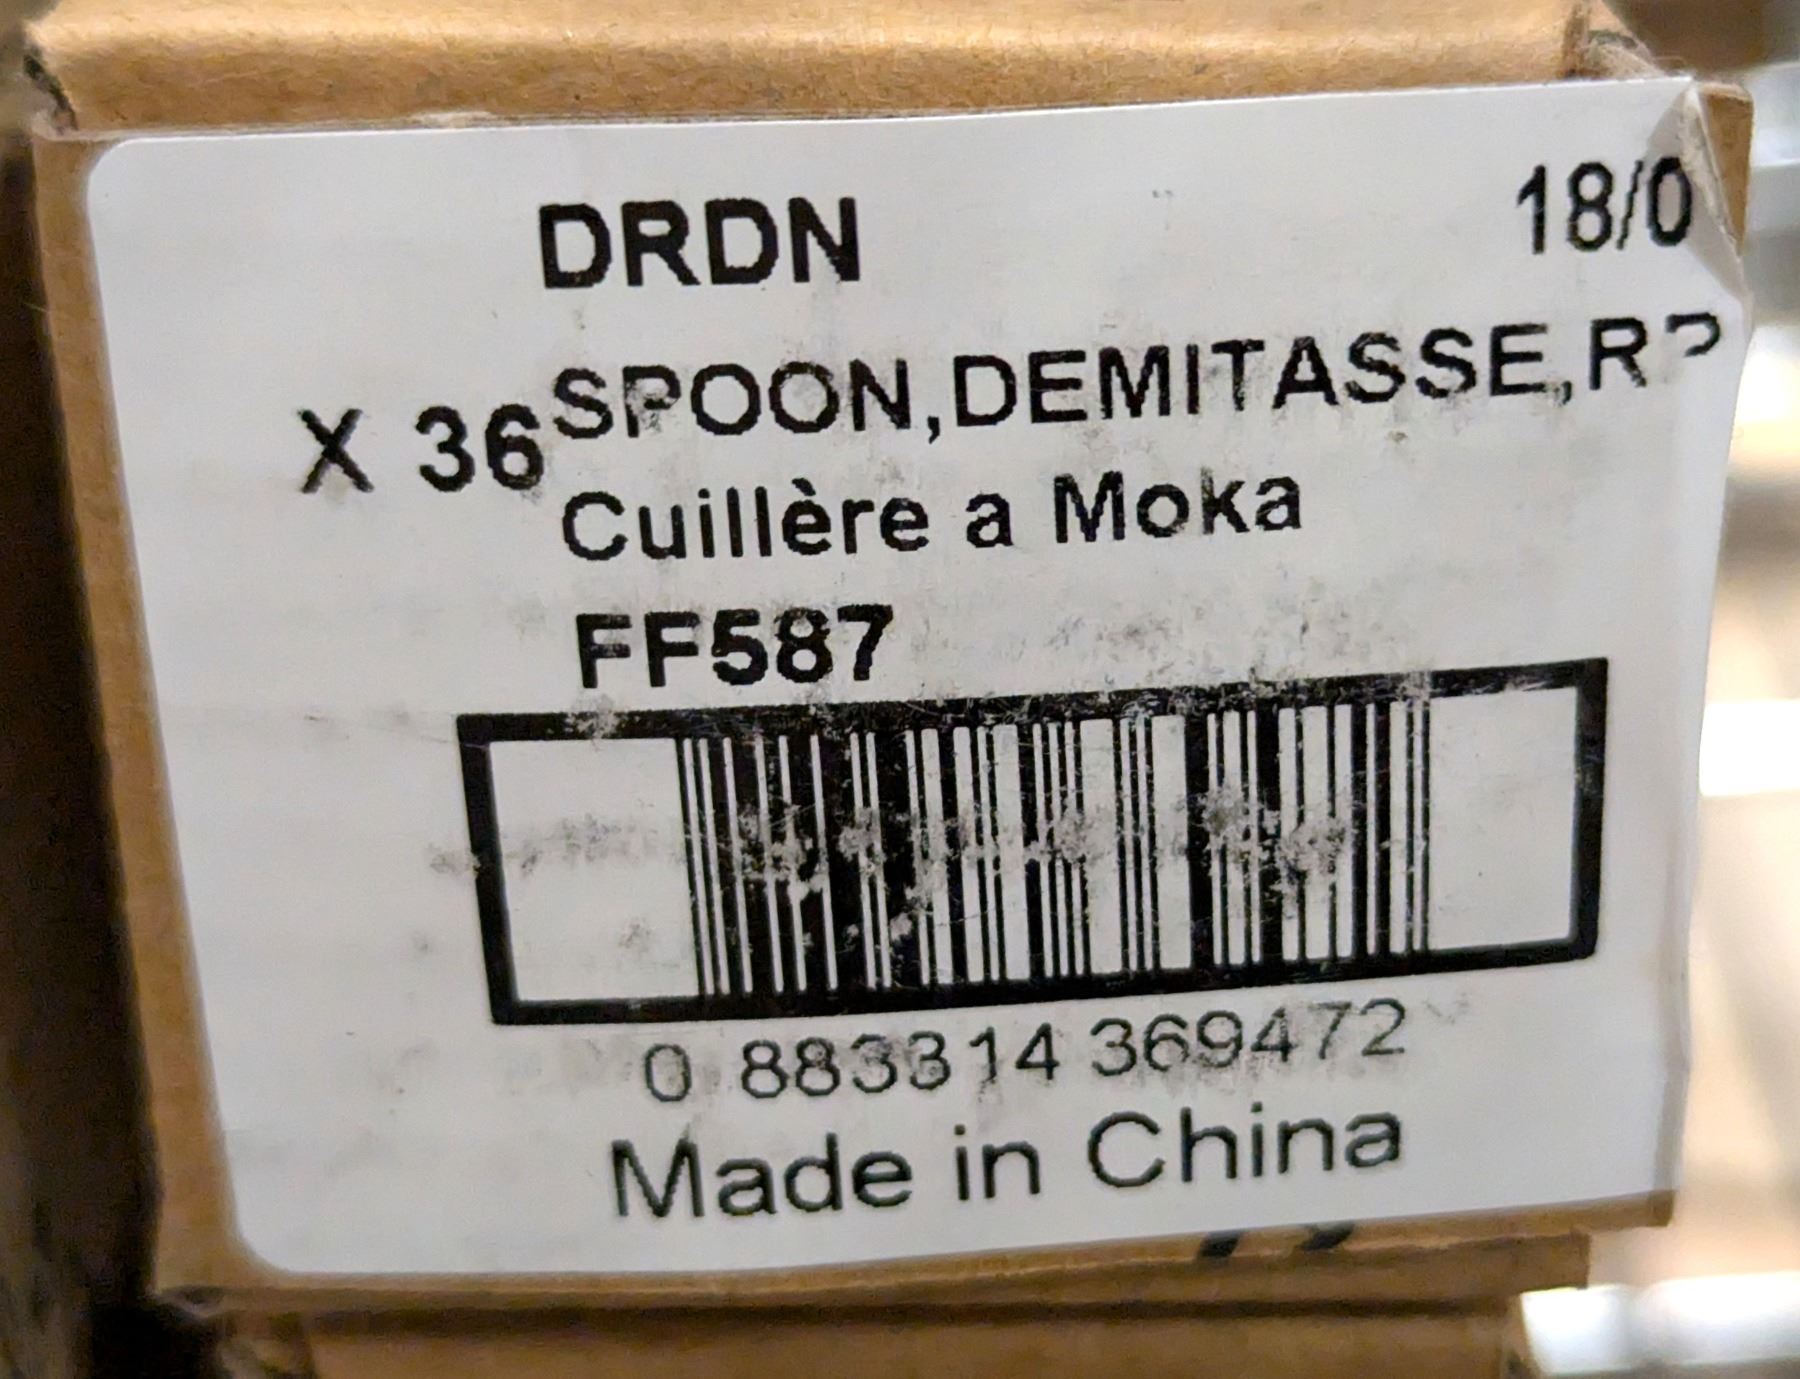 DRDN 18/0
X 36 SPOON,DEMITASSE,
Cuillère a Moka
FF587
0 883314 369472
Made in China